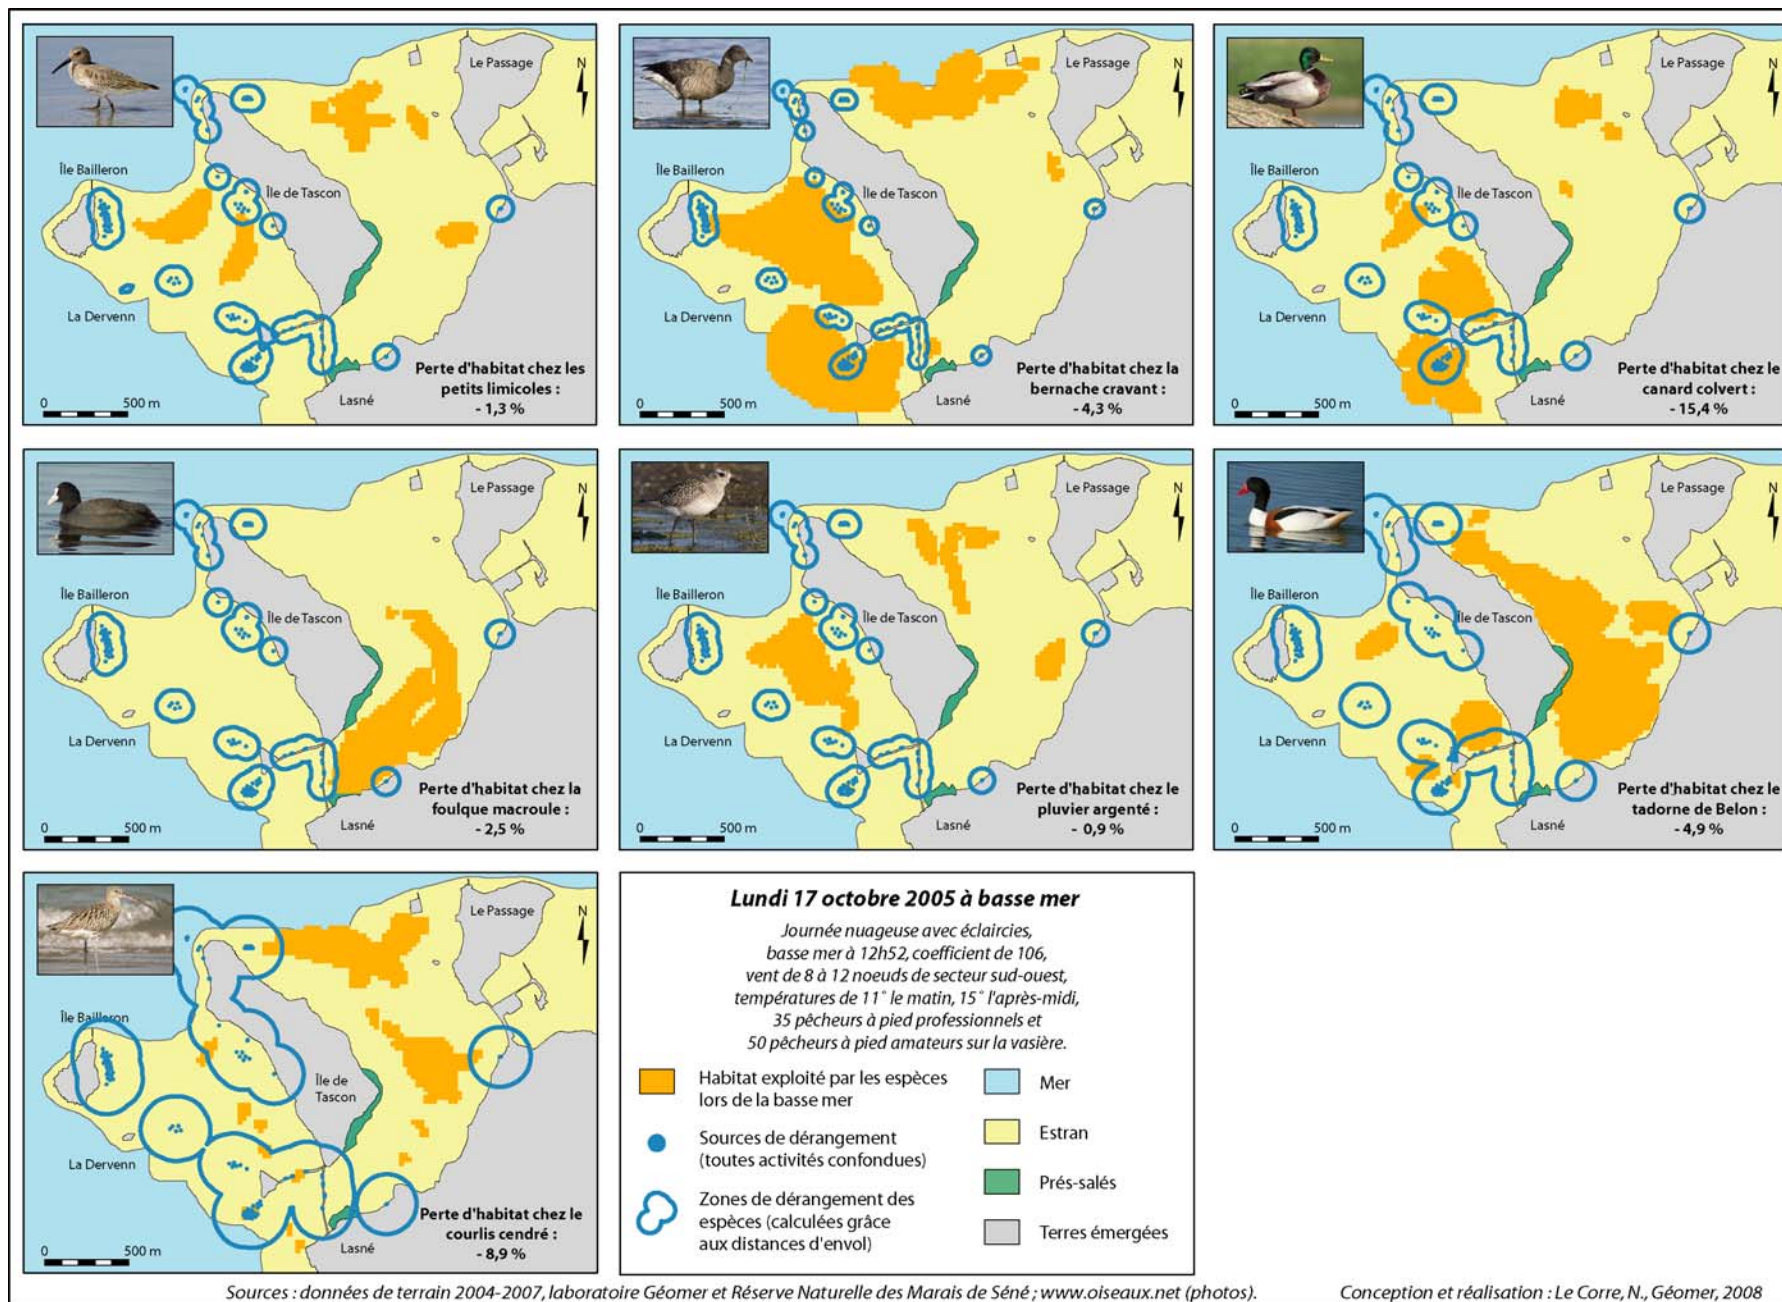 Le Passage
N
Île Bailleron
Île de Tascon
La Dervenn
Perte d'habitat chez les
petits limicoles :
- 1,3 %
Lasné
0 500 m
Le Passage
N
Île Bailleron
Île de Tascon
La Dervenn
Perte d'habitat chez la
bernache cravant :
- 4,3 %
Lasné
0 500 m
Le Passage
N
Île Bailleron
Île de Tascon
La Dervenn
Perte d'habitat chez le
canard colvert :
- 15,4 %
Lasné
0 500 m
Le Passage
N
Île Bailleron
Île de Tascon
La Dervenn
Perte d'habitat chez la
foulque macroule :
- 2,5 %
Lasné
0 500 m
Le Passage
N
Île Bailleron
Île de Tascon
La Dervenn
Perte d'habitat chez le
pluvier argenté :
- 0,9 %
Lasné
0 500 m
Le Passage
N
Île Bailleron
Île de Tascon
La Dervenn
Perte d'habitat chez le
tadorne de Belon :
- 4,9 %
Lasné
0 500 m
Le Passage
N
Île Bailleron
Île de
Tascon
La Dervenn
Perte d'habitat chez le
courlis cendré :
- 8,9 %
Lasné
0 500 m
Lundi 17 octobre 2005 à basse mer
Journée nuageuse avec éclaircies,
basse mer à 12h52, coefficient de 106,
vent de 8 à 12 noeuds de secteur sud-ouest,
températures de 11° le matin, 15° l'après-midi,
35 pêcheurs à pied professionnels et
50 pêcheurs à pied amateurs sur la vasière.
Habitat exploité par les espèces
lors de la basse mer
Sources de dérangement
(toutes activités confondues)
Zones de dérangement des
espèces (calculées grâce
aux distances d'envol)
Mer
Estran
Prés-salés
Terres émergées
Sources : données de terrain 2004-2007, laboratoire Géomer et Réserve Naturelle des Marais de Séné ; www.oiseaux.net (photos).
Conception et réalisation : Le Corre, N., Géomer, 2008